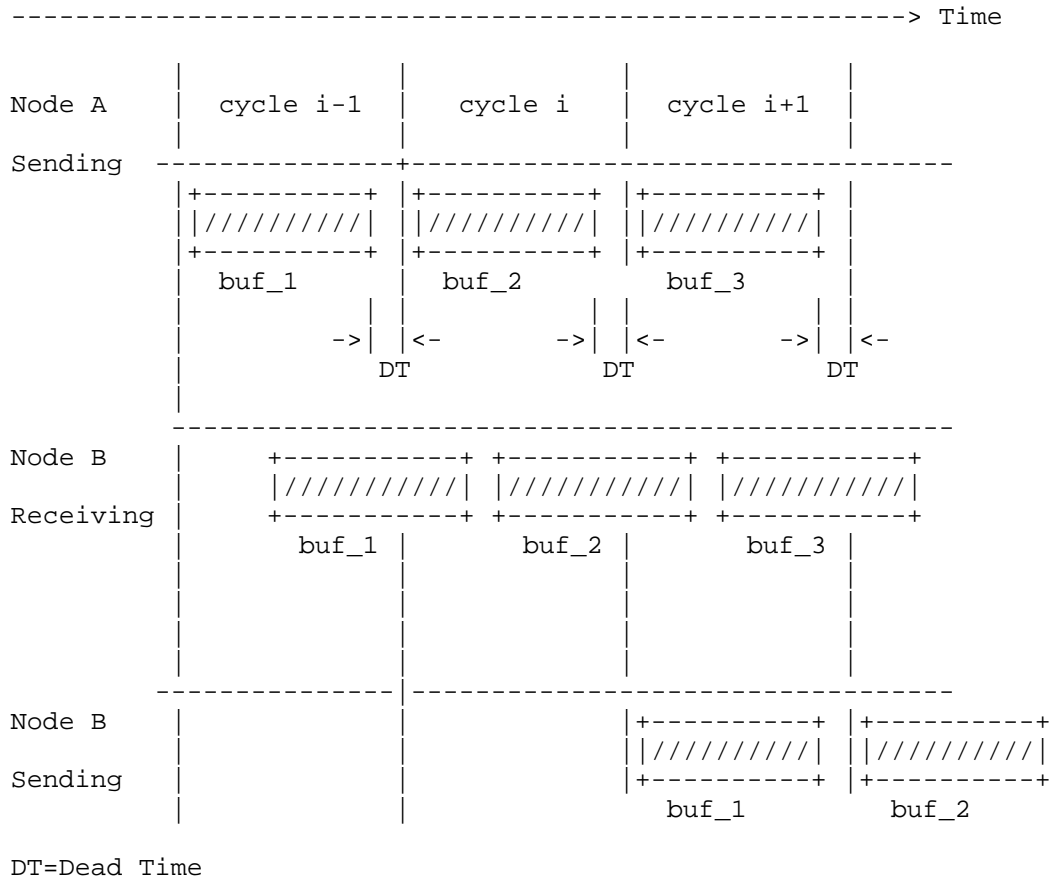 Time
Node A cycle i-1 cycle i cycle i+1
Sending
buf_1 buf_2 buf_3
DT DT DT
Node B
Receiving
buf_1 buf_2 buf_3
Node B
Sending
buf_1 buf_2
DT=Dead Time